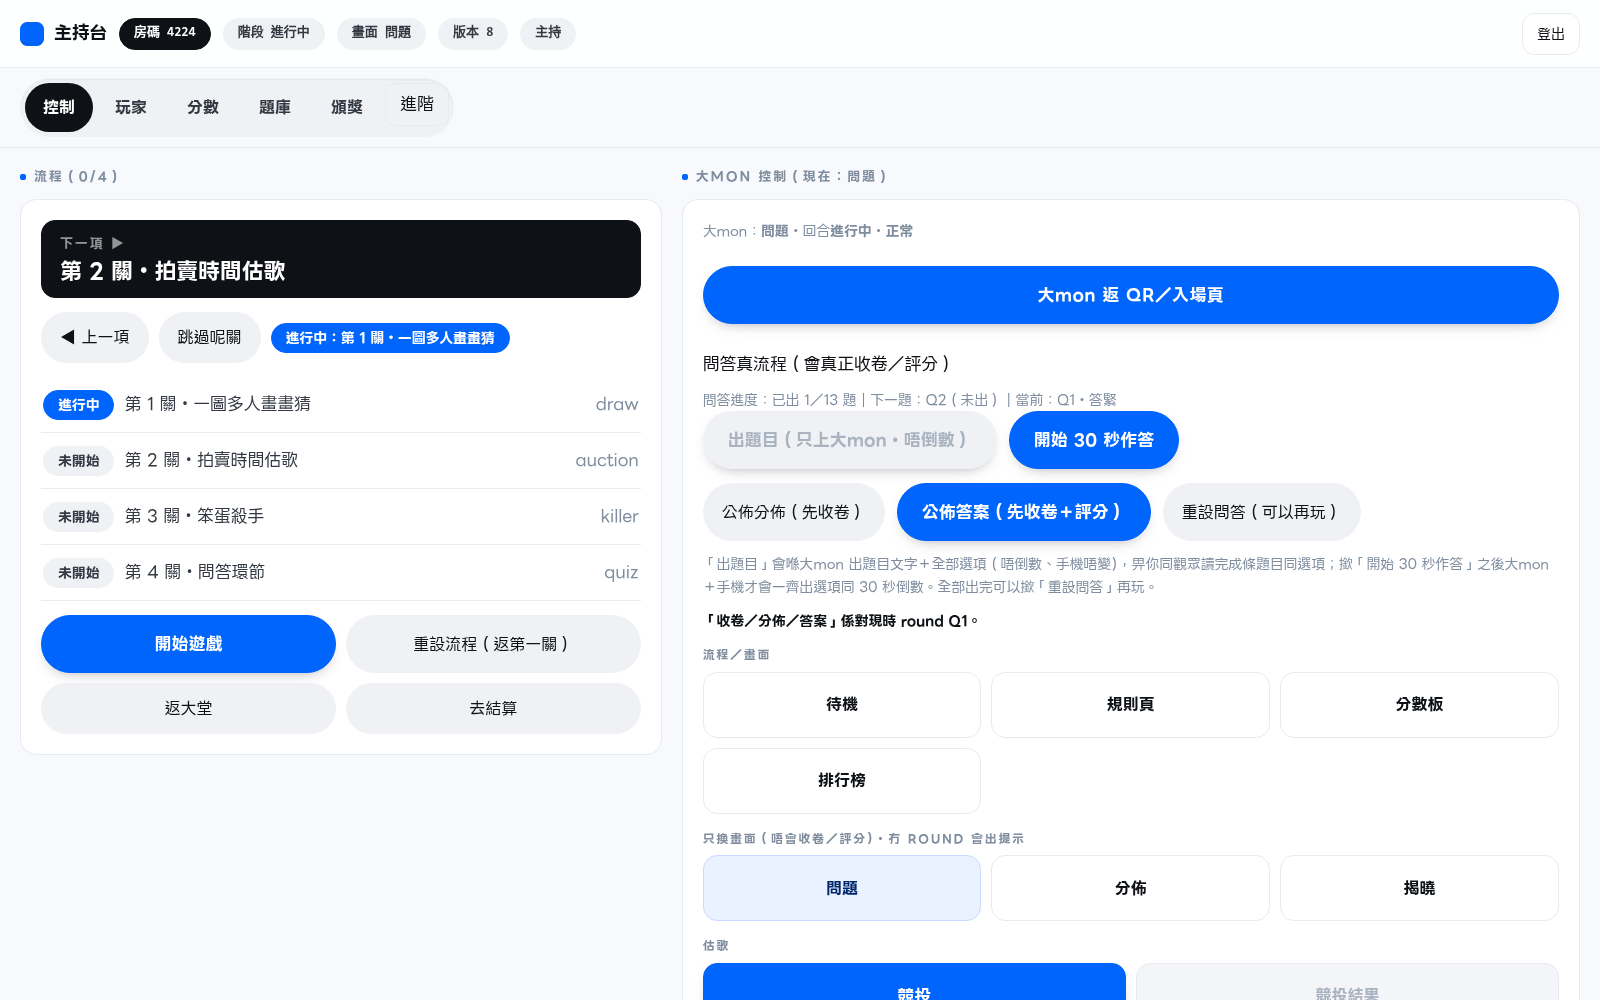 主持台 房碼 4224 階段 進行中 畫面 問題 版本 8 主持 登出
控制 玩家 分數 題庫 頒獎 進階
流程（0/4）
下一項 ▶
第 2 關・拍賣時間估歌
◀ 上一項 跳過呢關 進行中：第 1 關・一圖多人畫畫猜
進行中 第 1 關・一圖多人畫畫猜 draw
未開始 第 2 關・拍賣時間估歌 auction
未開始 第 3 關・笨蛋殺手 killer
未開始 第 4 關・問答環節 quiz
開始遊戲 重設流程（返第一關）
返大堂 去結算
大MON 控制（現在：問題）
大mon：問題・回合進行中・正常
大mon 返 QR／入場頁
問答真流程（會真正收卷／評分）
問答進度：已出 1／13 題｜下一題：Q2（未出）｜當前：Q1・答緊
出題目（只上大mon・唔倒數） 開始 30 秒作答
公佈分佈（先收卷） 公佈答案（先收卷＋評分） 重設問答（可以再玩）
「出題目」會喺大mon 出題目文字＋全部選項（唔倒數、手機唔變），畀你同觀眾讀完成條題目同選項；撳「開始 30 秒作答」之後大mon
＋手機才會一齊出選項同 30 秒倒數。全部出完可以撳「重設問答」再玩。
「收卷／分佈／答案」係對現時 round Q1。
流程／畫面
待機 規則頁 分數板
排行榜
只換畫面（唔會收卷／評分）・冇 ROUND 會出提示
問題 分佈 揭曉
估歌
競投 競投結果